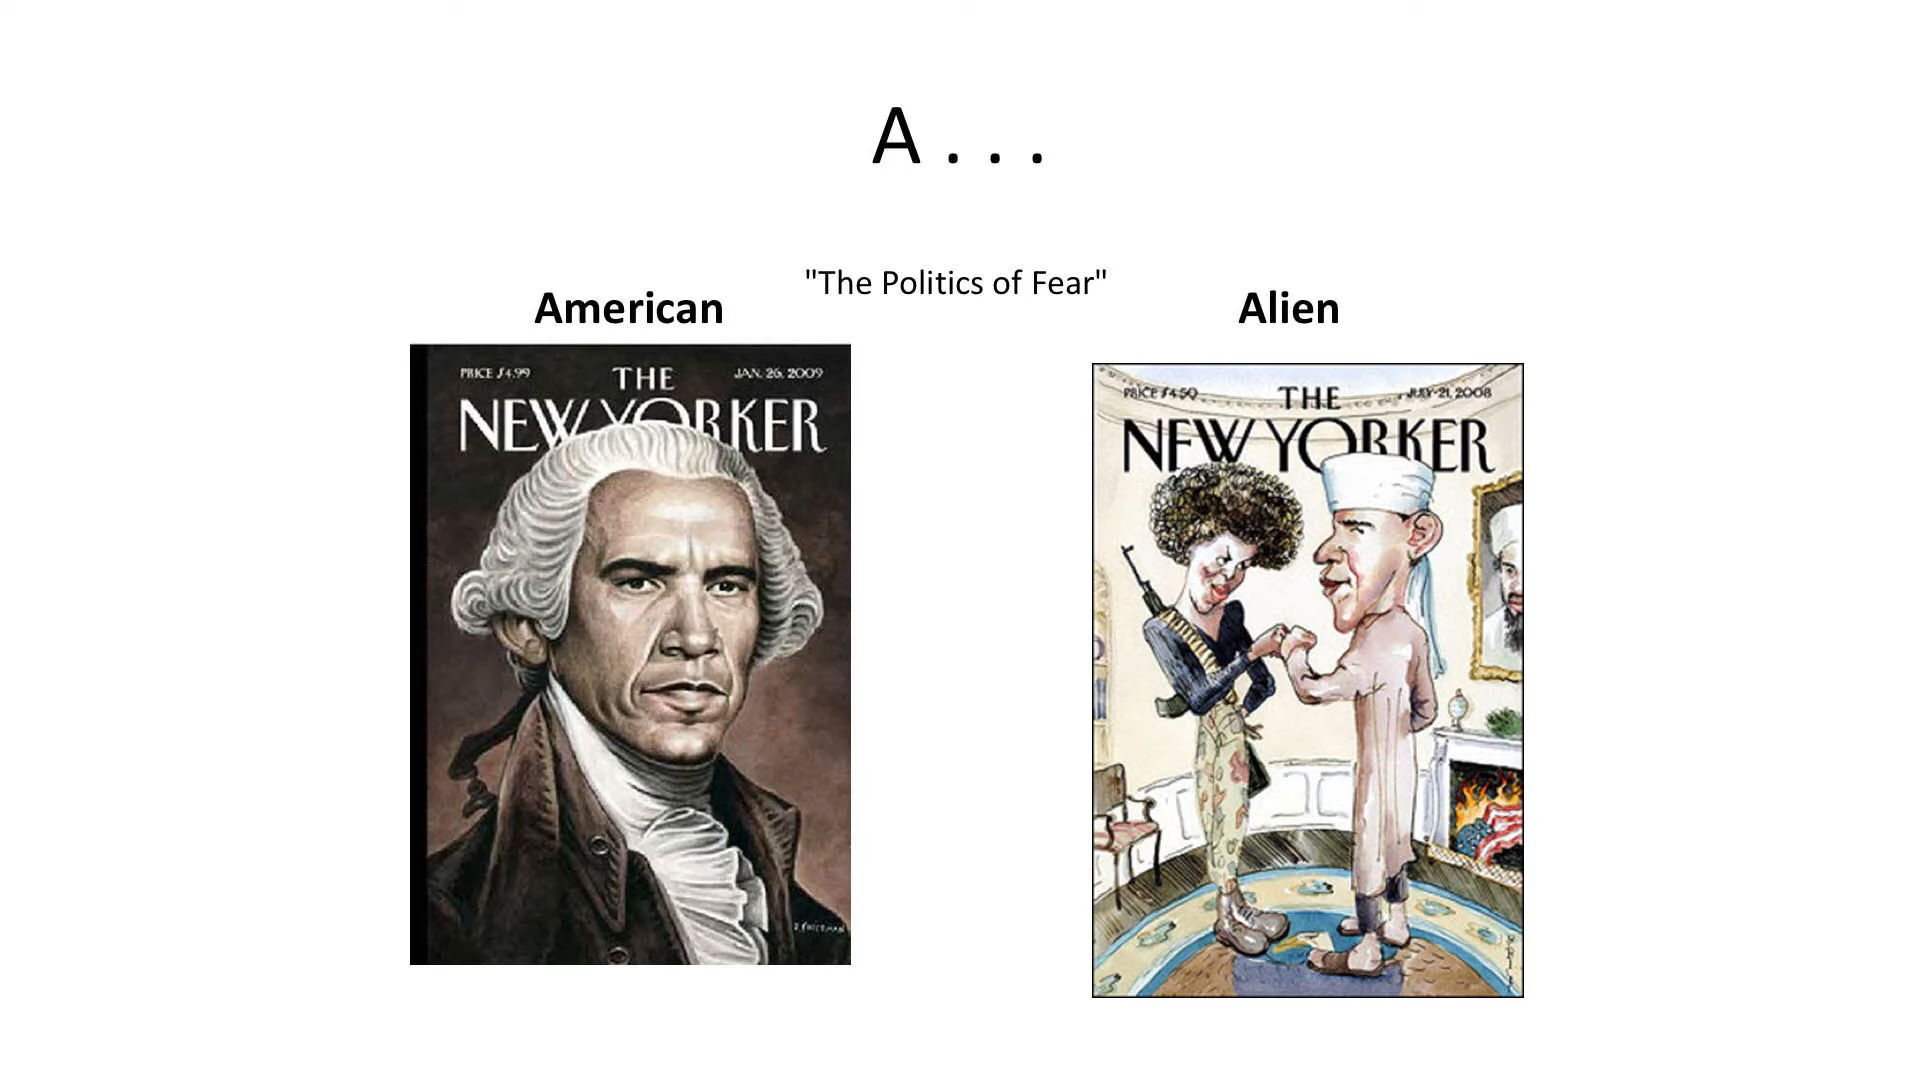 A . . .
"The Politics of Fear"
American
Alien
PRICE $4.99
THE
JAN. 26, 2009
NEW YORKER
PRICE $4.50
THE
JULY 21, 2008
NEW YORKER